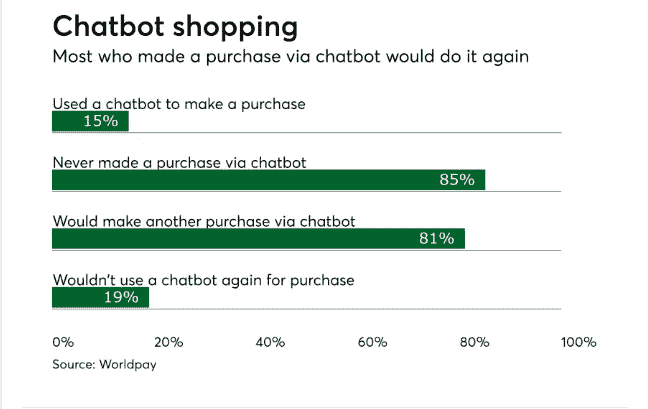 Chatbot shopping
Most who made a purchase via chatbot would do it again
Used a chatbot to make a purchase
15%
Never made a purchase via chatbot
85%
Would make another purchase via chatbot
81%
Wouldn't use a chatbot again for purchase
19%
0% 20% 40% 60% 80% 100%
Source: Worldpay